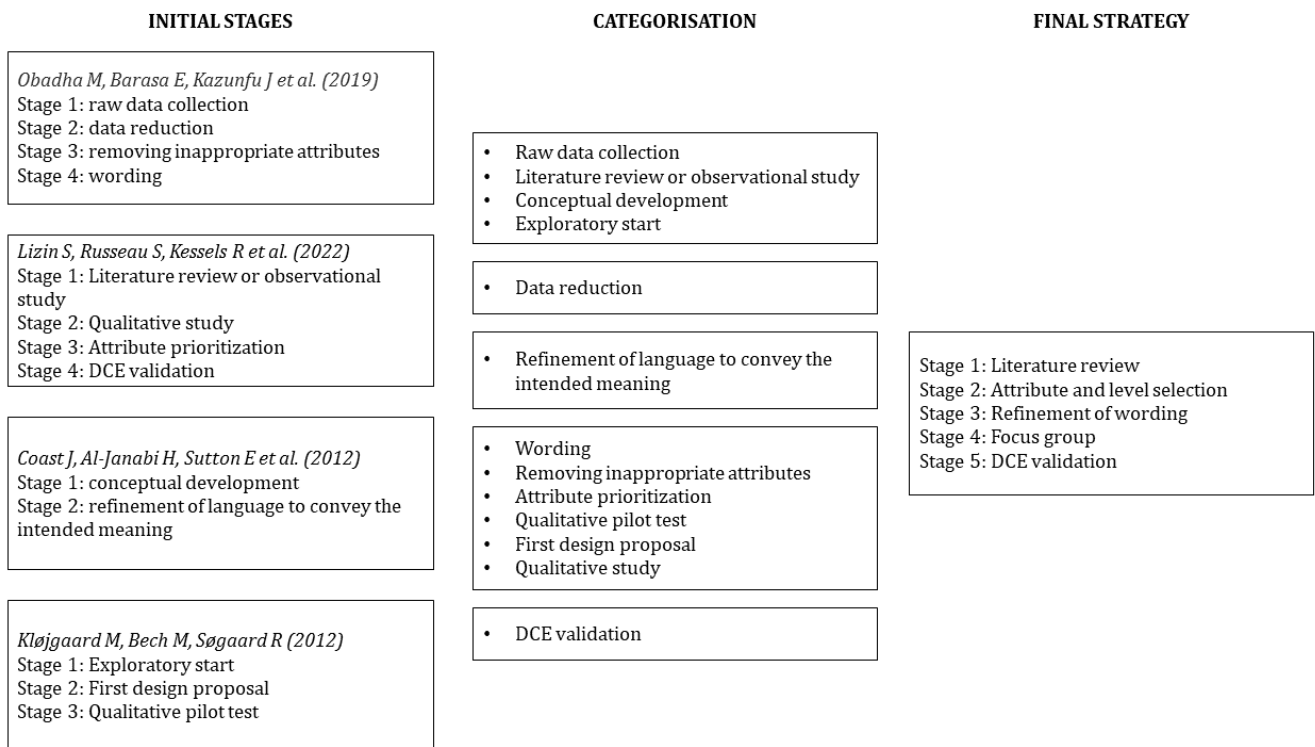 INITIAL STAGES
Obadha M, Barasa E, Kazunfu J et al. (2019)
Stage 1: raw data collection
Stage 2: data reduction
Stage 3: removing inappropriate attributes
Stage 4: wording
Lizin S, Russeau S, Kessels R et al. (2022)
Stage 1: Literature review or observational
study
Stage 2: Qualitative study
Stage 3: Attribute prioritization
Stage 4: DCE validation
Coast J, Al-Janabi H, Sutton E et al. (2012)
Stage 1: conceptual development
Stage 2: refinement of language to convey the
intended meaning
Kløjgaard M, Bech M, Søgaard R (2012)
Stage 1: Exploratory start
Stage 2: First design proposal
Stage 3: Qualitative pilot test
CATEGORISATION
• Raw data collection
• Literature review or observational study
• Conceptual development
• Exploratory start
• Data reduction
• Refinement of language to convey the
intended meaning
• Wording
• Removing inappropriate attributes
• Attribute prioritization
• Qualitative pilot test
• First design proposal
• Qualitative study
• DCE validation
FINAL STRATEGY
Stage 1: Literature review
Stage 2: Attribute and level selection
Stage 3: Refinement of wording
Stage 4: Focus group
Stage 5: DCE validation